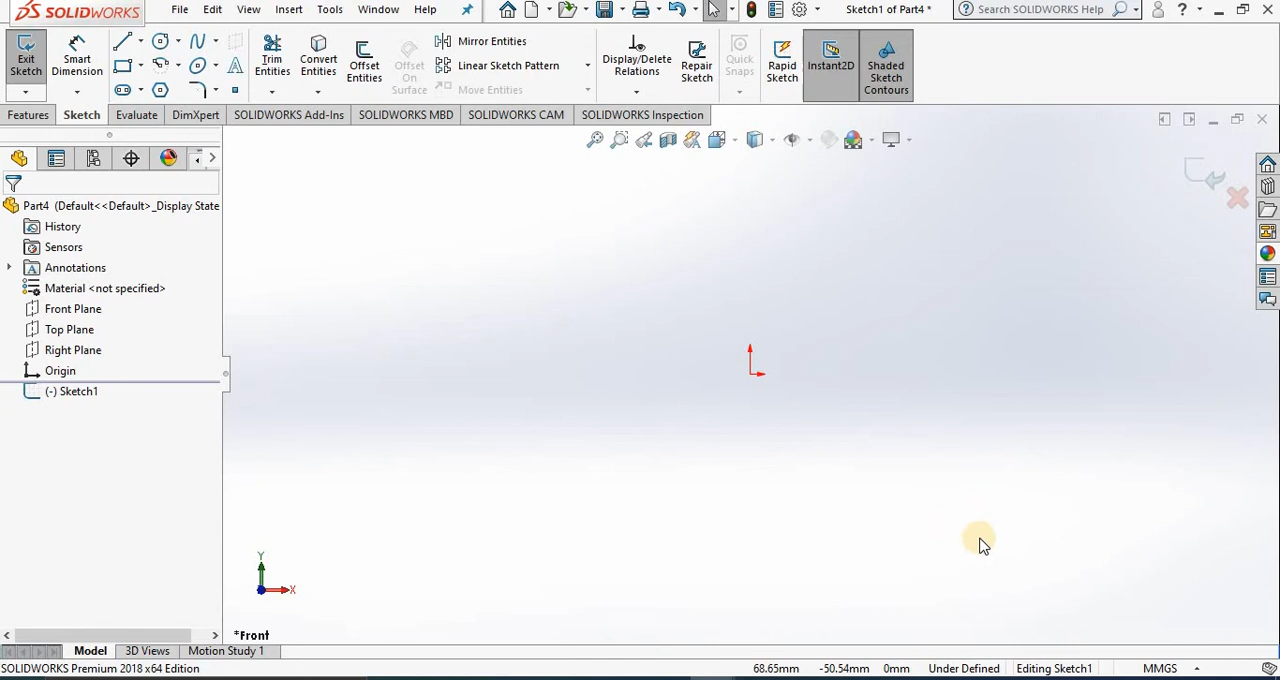 SOLIDWORKS File Edit View Insert Tools Window Help Sketch1 of Part4 * Search SOLIDWORKS Help ?
Exit Sketch
Smart Dimension
Trim Entities
Convert Entities
Offset Entities
Offset On Surface
Mirror Entities
Linear Sketch Pattern
Move Entities
Display/Delete Relations
Repair Sketch
Quick Snaps
Rapid Sketch
Instant2D
Shaded Sketch Contours
Features Sketch Evaluate DimXpert SOLIDWORKS Add-Ins SOLIDWORKS MBD SOLIDWORKS CAM SOLIDWORKS Inspection
Part4 (Default<<Default>_Display State
History
Sensors
Annotations
Material <not specified>
Front Plane
Top Plane
Right Plane
Origin
(-) Sketch1
Y
X
*Front
Model 3D Views Motion Study 1
SOLIDWORKS Premium 2018 x64 Edition 68.65mm -50.54mm 0mm Under Defined Editing Sketch1 MMGS